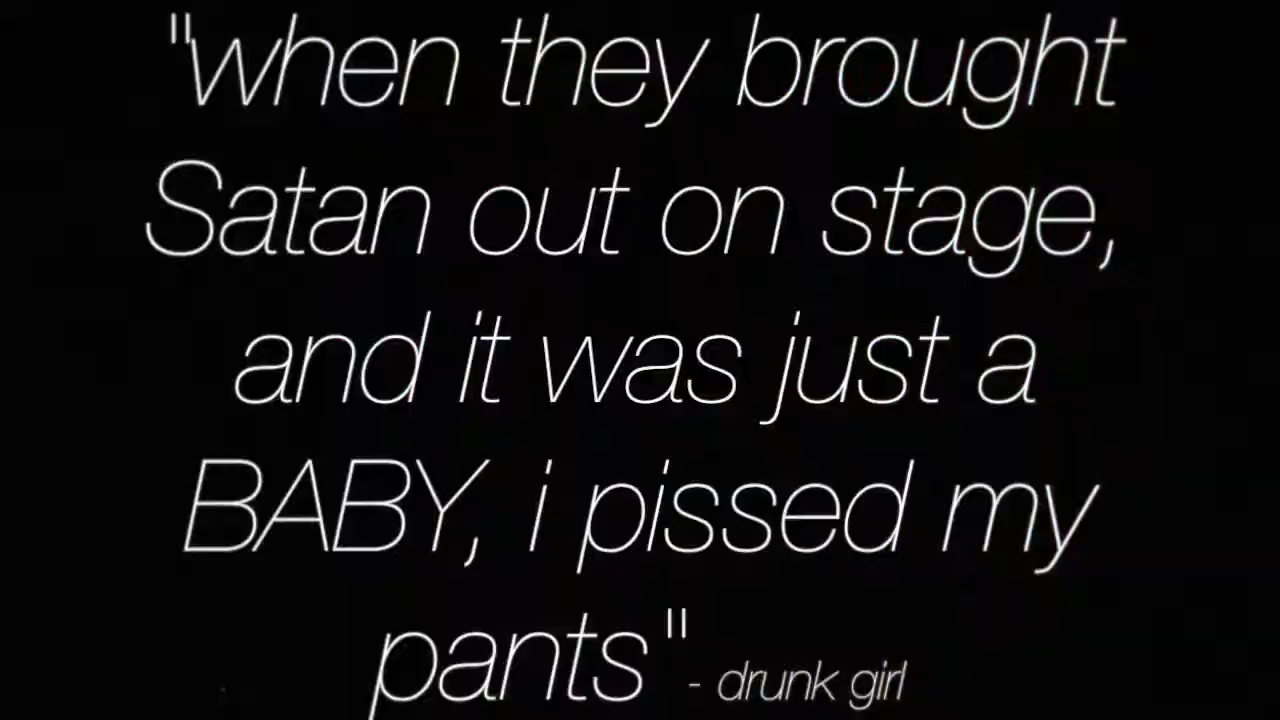 "when they brought
Satan out on stage,
and it was just a
BABY, i pissed my
pants" - drunk girl